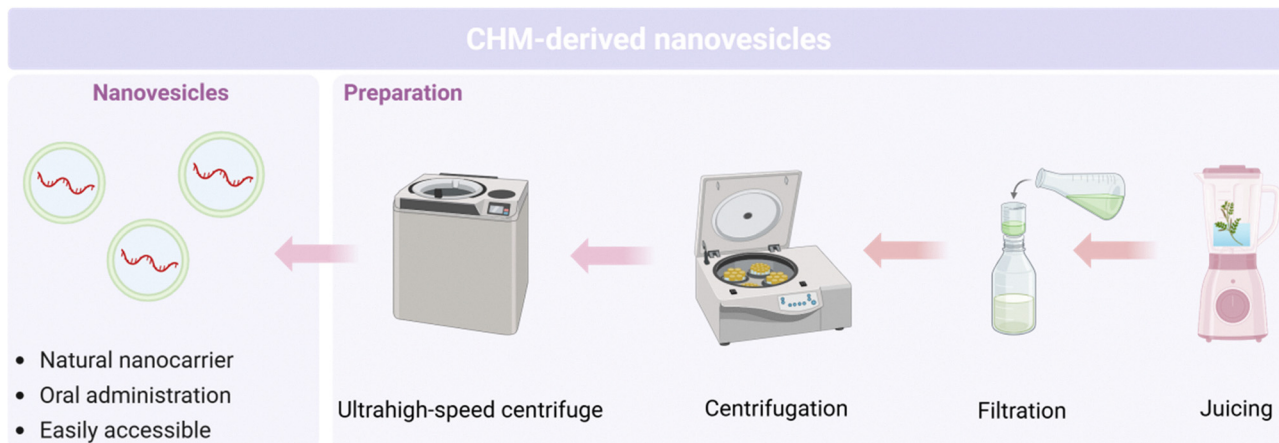 CHM-derived nanovesicles
Nanovesicles
• Natural nanocarrier
• Oral administration
• Easily accessible
Preparation
Ultrahigh-speed centrifuge
Centrifugation
Filtration
Juicing